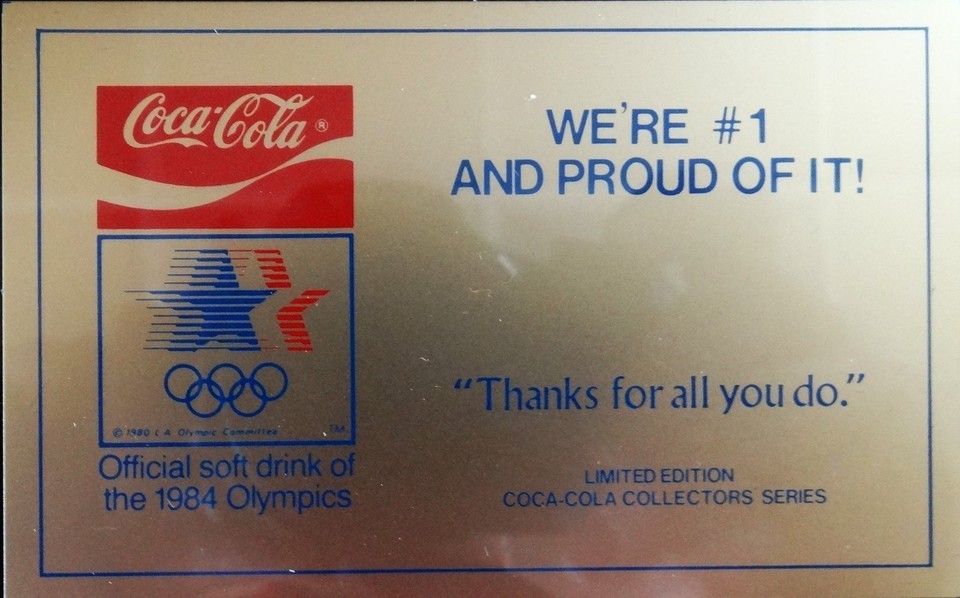 Coca-Cola ®
WE'RE #1
AND PROUD OF IT!
© 1980 L A Olympic Committee TM
Official soft drink of
the 1984 Olympics
“Thanks for all you do.”
LIMITED EDITION
COCA-COLA COLLECTORS SERIES